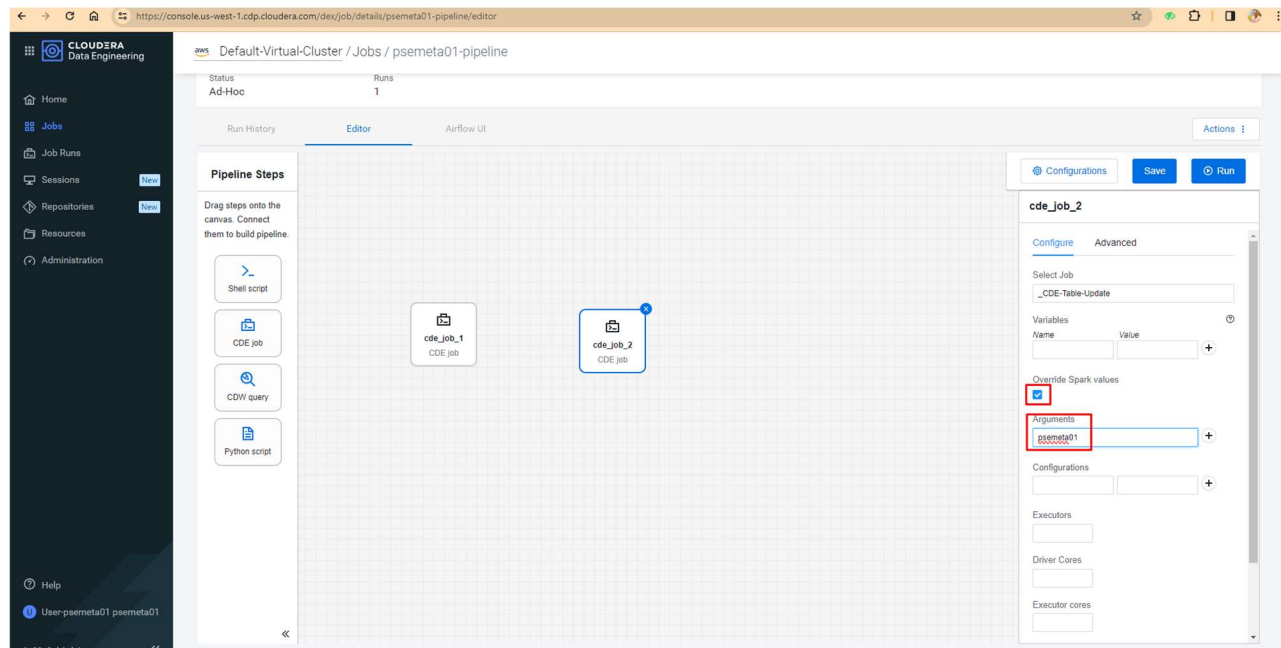 https://console.us-west-1.cdp.cloudera.com/dex/job/details/psemeta01-pipeline/editor
CLOUDERA
Data Engineering
Home
Jobs
Job Runs
Sessions New
Repositories New
Resources
Administration
Help
U User-psemeta01 psemeta01
aws Default-Virtual-Cluster / Jobs / psemeta01-pipeline
Status Runs
Ad-Hoc 1
Run History Editor Airflow UI Actions
Pipeline Steps
Drag steps onto the
canvas. Connect
them to build pipeline.
Shell script
CDE job
CDW query
Python script
cde_job_1
CDE job
cde_job_2
CDE job
Configurations Save Run
cde_job_2
Configure Advanced
Select Job
_CDE-Table-Update
Variables
Name Value
Override Spark values
Arguments
psemeta01
Configurations
Executors
Driver Cores
Executor cores